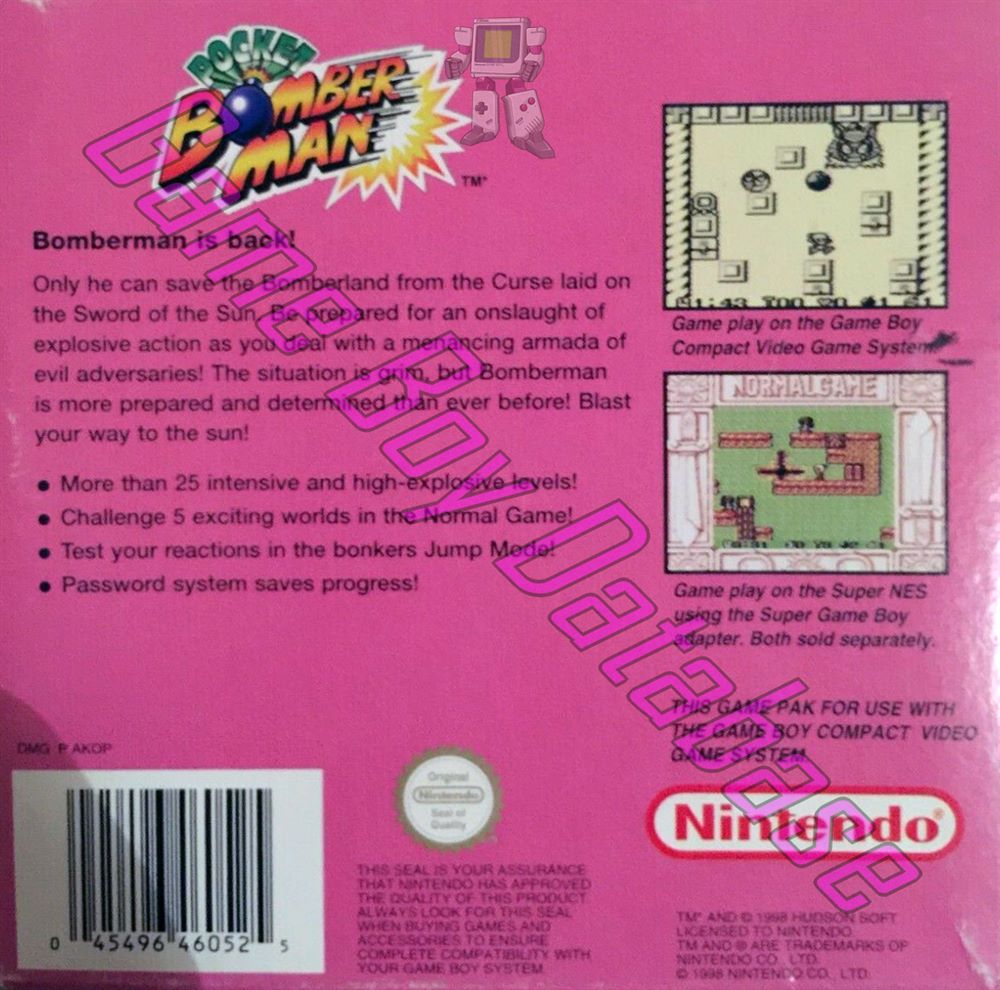 POCKET
BOMBER
MAN
TM*
Bomberman is back!
Only he can save the Bomberland from the Curse laid on
the Sword of the Sun. Be prepared for an onslaught of
explosive action as you deal with a menancing armada of
evil adversaries! The situation is grim, but Bomberman
is more prepared and determined than ever before! Blast
your way to the sun!
• More than 25 intensive and high-explosive levels!
• Challenge 5 exciting worlds in the Normal Game!
• Test your reactions in the bonkers Jump Mode!
• Password system saves progress!
Game play on the Game Boy
Compact Video Game System.
NORMALGAME
Game play on the Super NES
using the Super Game Boy
adapter. Both sold separately.
THIS GAME PAK FOR USE WITH
THE GAME BOY COMPACT VIDEO
GAME SYSTEM.
Nintendo®
DMG P AKOP
0 45496 46052 5
Original
Nintendo
Seal of
Quality
THIS SEAL IS YOUR ASSURANCE
THAT NINTENDO HAS APPROVED
THE QUALITY OF THIS PRODUCT.
ALWAYS LOOK FOR THIS SEAL
WHEN BUYING GAMES AND
ACCESSORIES TO ENSURE
COMPLETE COMPATIBILITY WITH
YOUR GAME BOY SYSTEM.
TM* AND © 1998 HUDSON SOFT
LICENSED TO NINTENDO.
TM AND ® ARE TRADEMARKS OF
NINTENDO CO., LTD.
© 1998 NINTENDO CO., LTD.
Game Boy Database